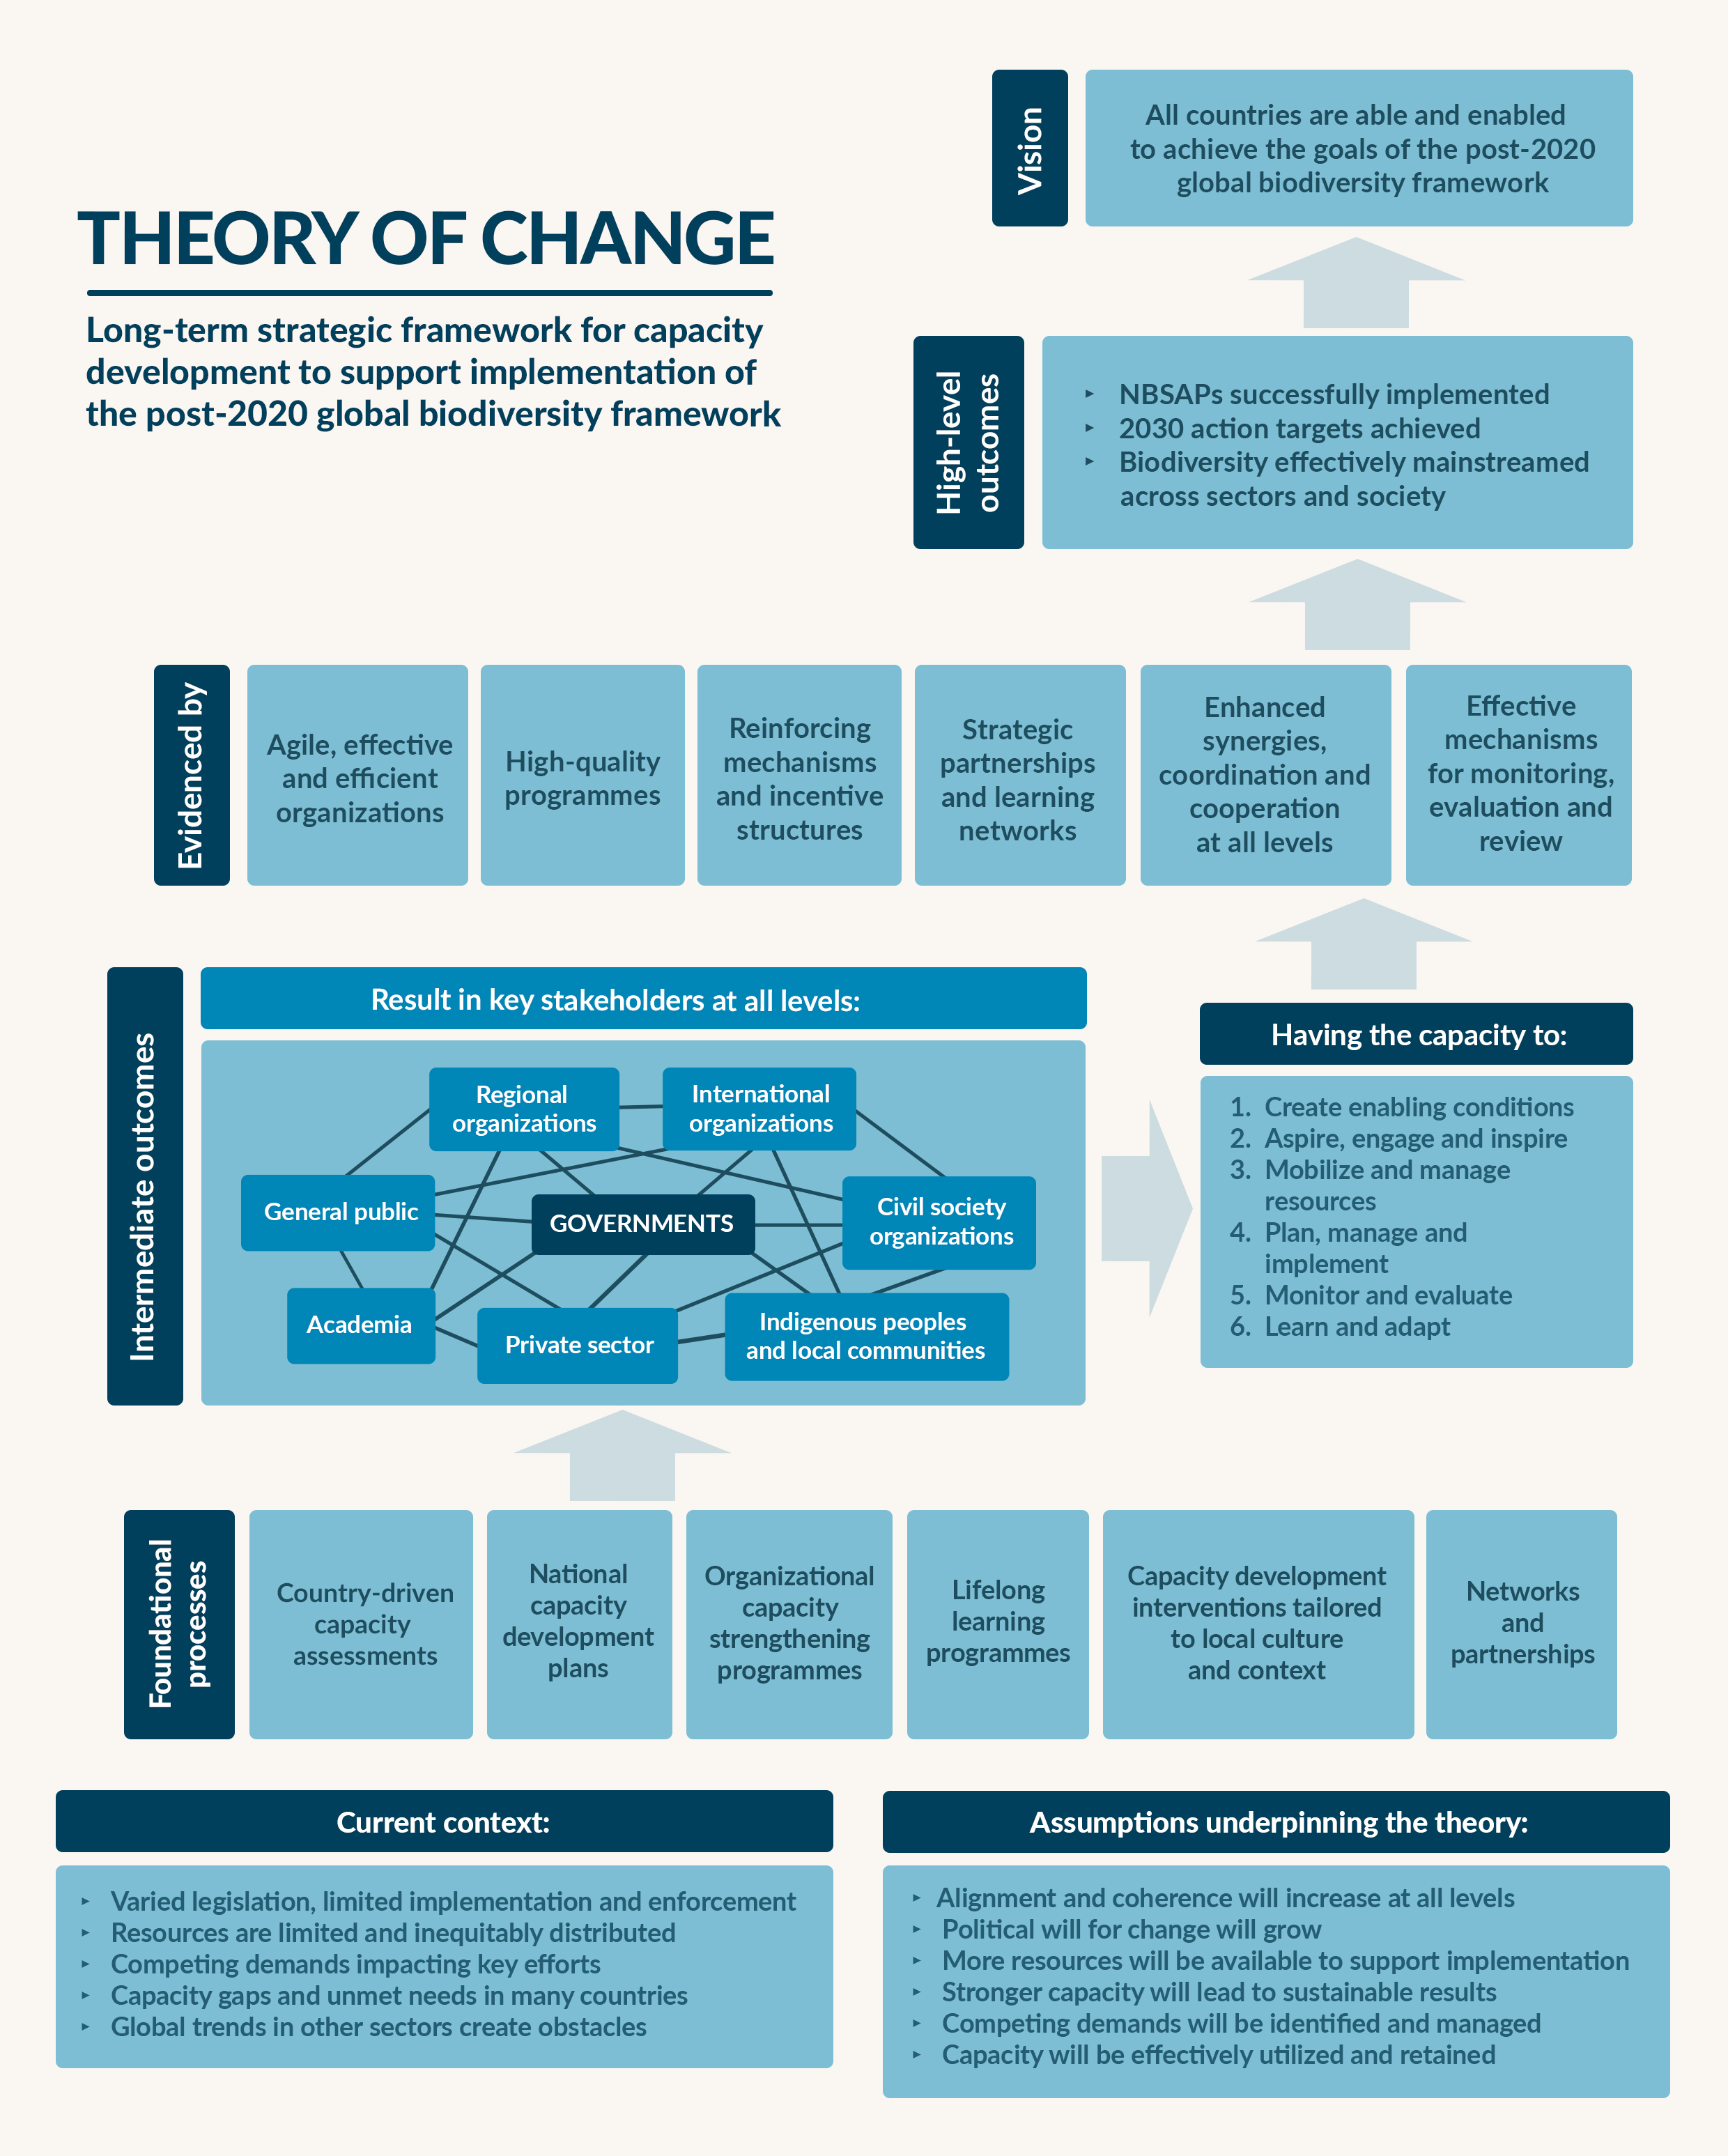 Vision
All countries are able and enabled
to achieve the goals of the post-2020
global biodiversity framework
THEORY OF CHANGE
Long-term strategic framework for capacity
development to support implementation of
the post-2020 global biodiversity framework
High-level
outcomes
‣ NBSAPs successfully implemented
‣ 2030 action targets achieved
‣ Biodiversity effectively mainstreamed
across sectors and society
Evidenced by
Agile, effective
and efficient
organizations
High-quality
programmes
Reinforcing
mechanisms
and incentive
structures
Strategic
partnerships
and learning
networks
Enhanced
synergies,
coordination and
cooperation
at all levels
Effective
mechanisms
for monitoring,
evaluation and
review
Intermediate outcomes
Result in key stakeholders at all levels:
Regional
organizations
International
organizations
General public
GOVERNMENTS
Civil society
organizations
Academia
Private sector
Indigenous peoples
and local communities
Having the capacity to:
1. Create enabling conditions
2. Aspire, engage and inspire
3. Mobilize and manage
resources
4. Plan, manage and
implement
5. Monitor and evaluate
6. Learn and adapt
Foundational
processes
Country-driven
capacity
assessments
National
capacity
development
plans
Organizational
capacity
strengthening
programmes
Lifelong
learning
programmes
Capacity development
interventions tailored
to local culture
and context
Networks
and
partnerships
Current context:
‣ Varied legislation, limited implementation and enforcement
‣ Resources are limited and inequitably distributed
‣ Competing demands impacting key efforts
‣ Capacity gaps and unmet needs in many countries
‣ Global trends in other sectors create obstacles
Assumptions underpinning the theory:
‣ Alignment and coherence will increase at all levels
‣ Political will for change will grow
‣ More resources will be available to support implementation
‣ Stronger capacity will lead to sustainable results
‣ Competing demands will be identified and managed
‣ Capacity will be effectively utilized and retained